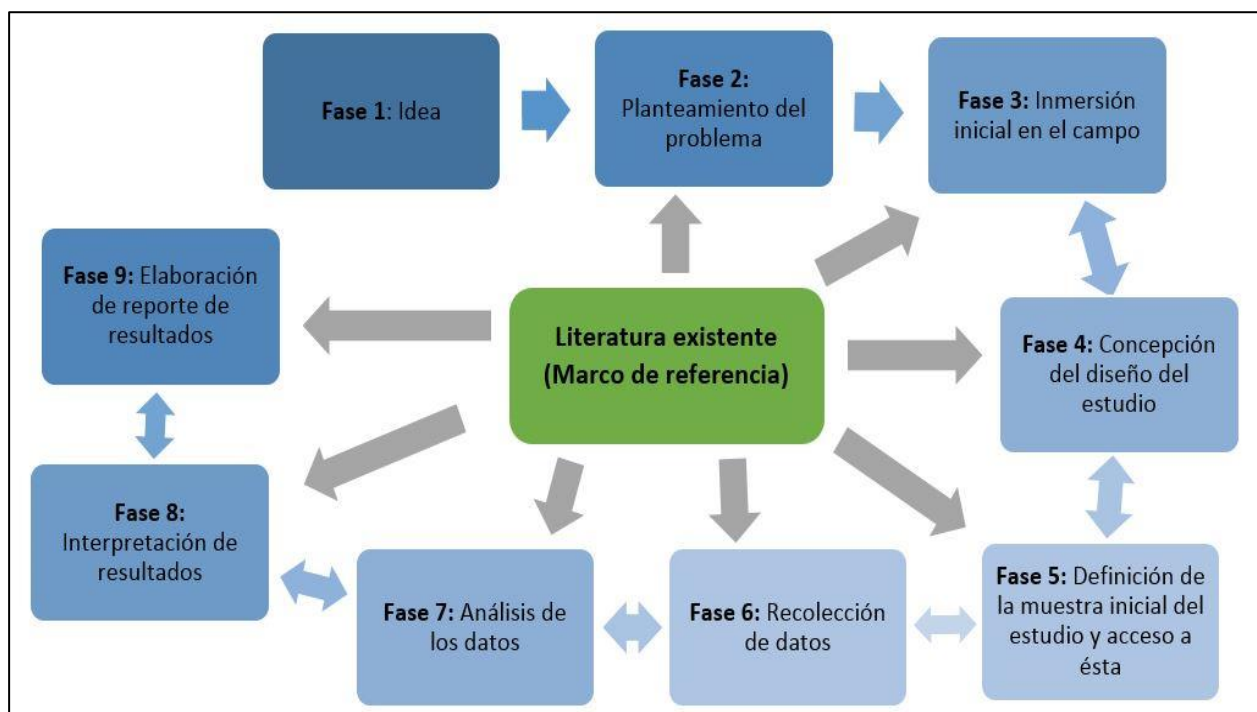 Fase 1: Idea
Fase 2:
Planteamiento del
problema
Fase 3: Inmersión
inicial en el campo
Fase 9: Elaboración
de reporte de
resultados
Literatura existente
(Marco de referencia)
Fase 4: Concepción
del diseño del
estudio
Fase 8:
Interpretación de
resultados
Fase 7: Análisis de
los datos
Fase 6: Recolección
de datos
Fase 5: Definición de
la muestra inicial del
estudio y acceso a
ésta